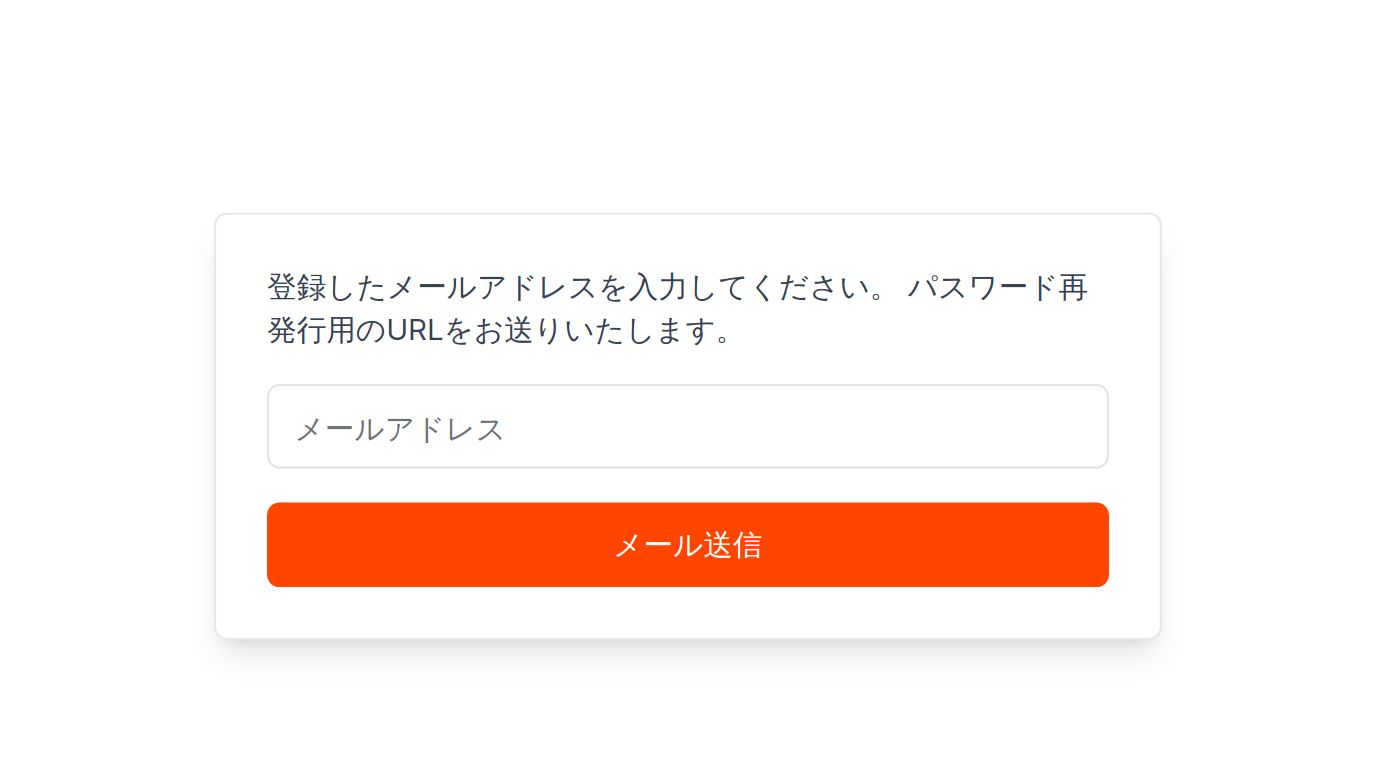 登録したメールアドレスを入力してください。 パスワード再
発行用のURLをお送りいたします。
メールアドレス
メール送信